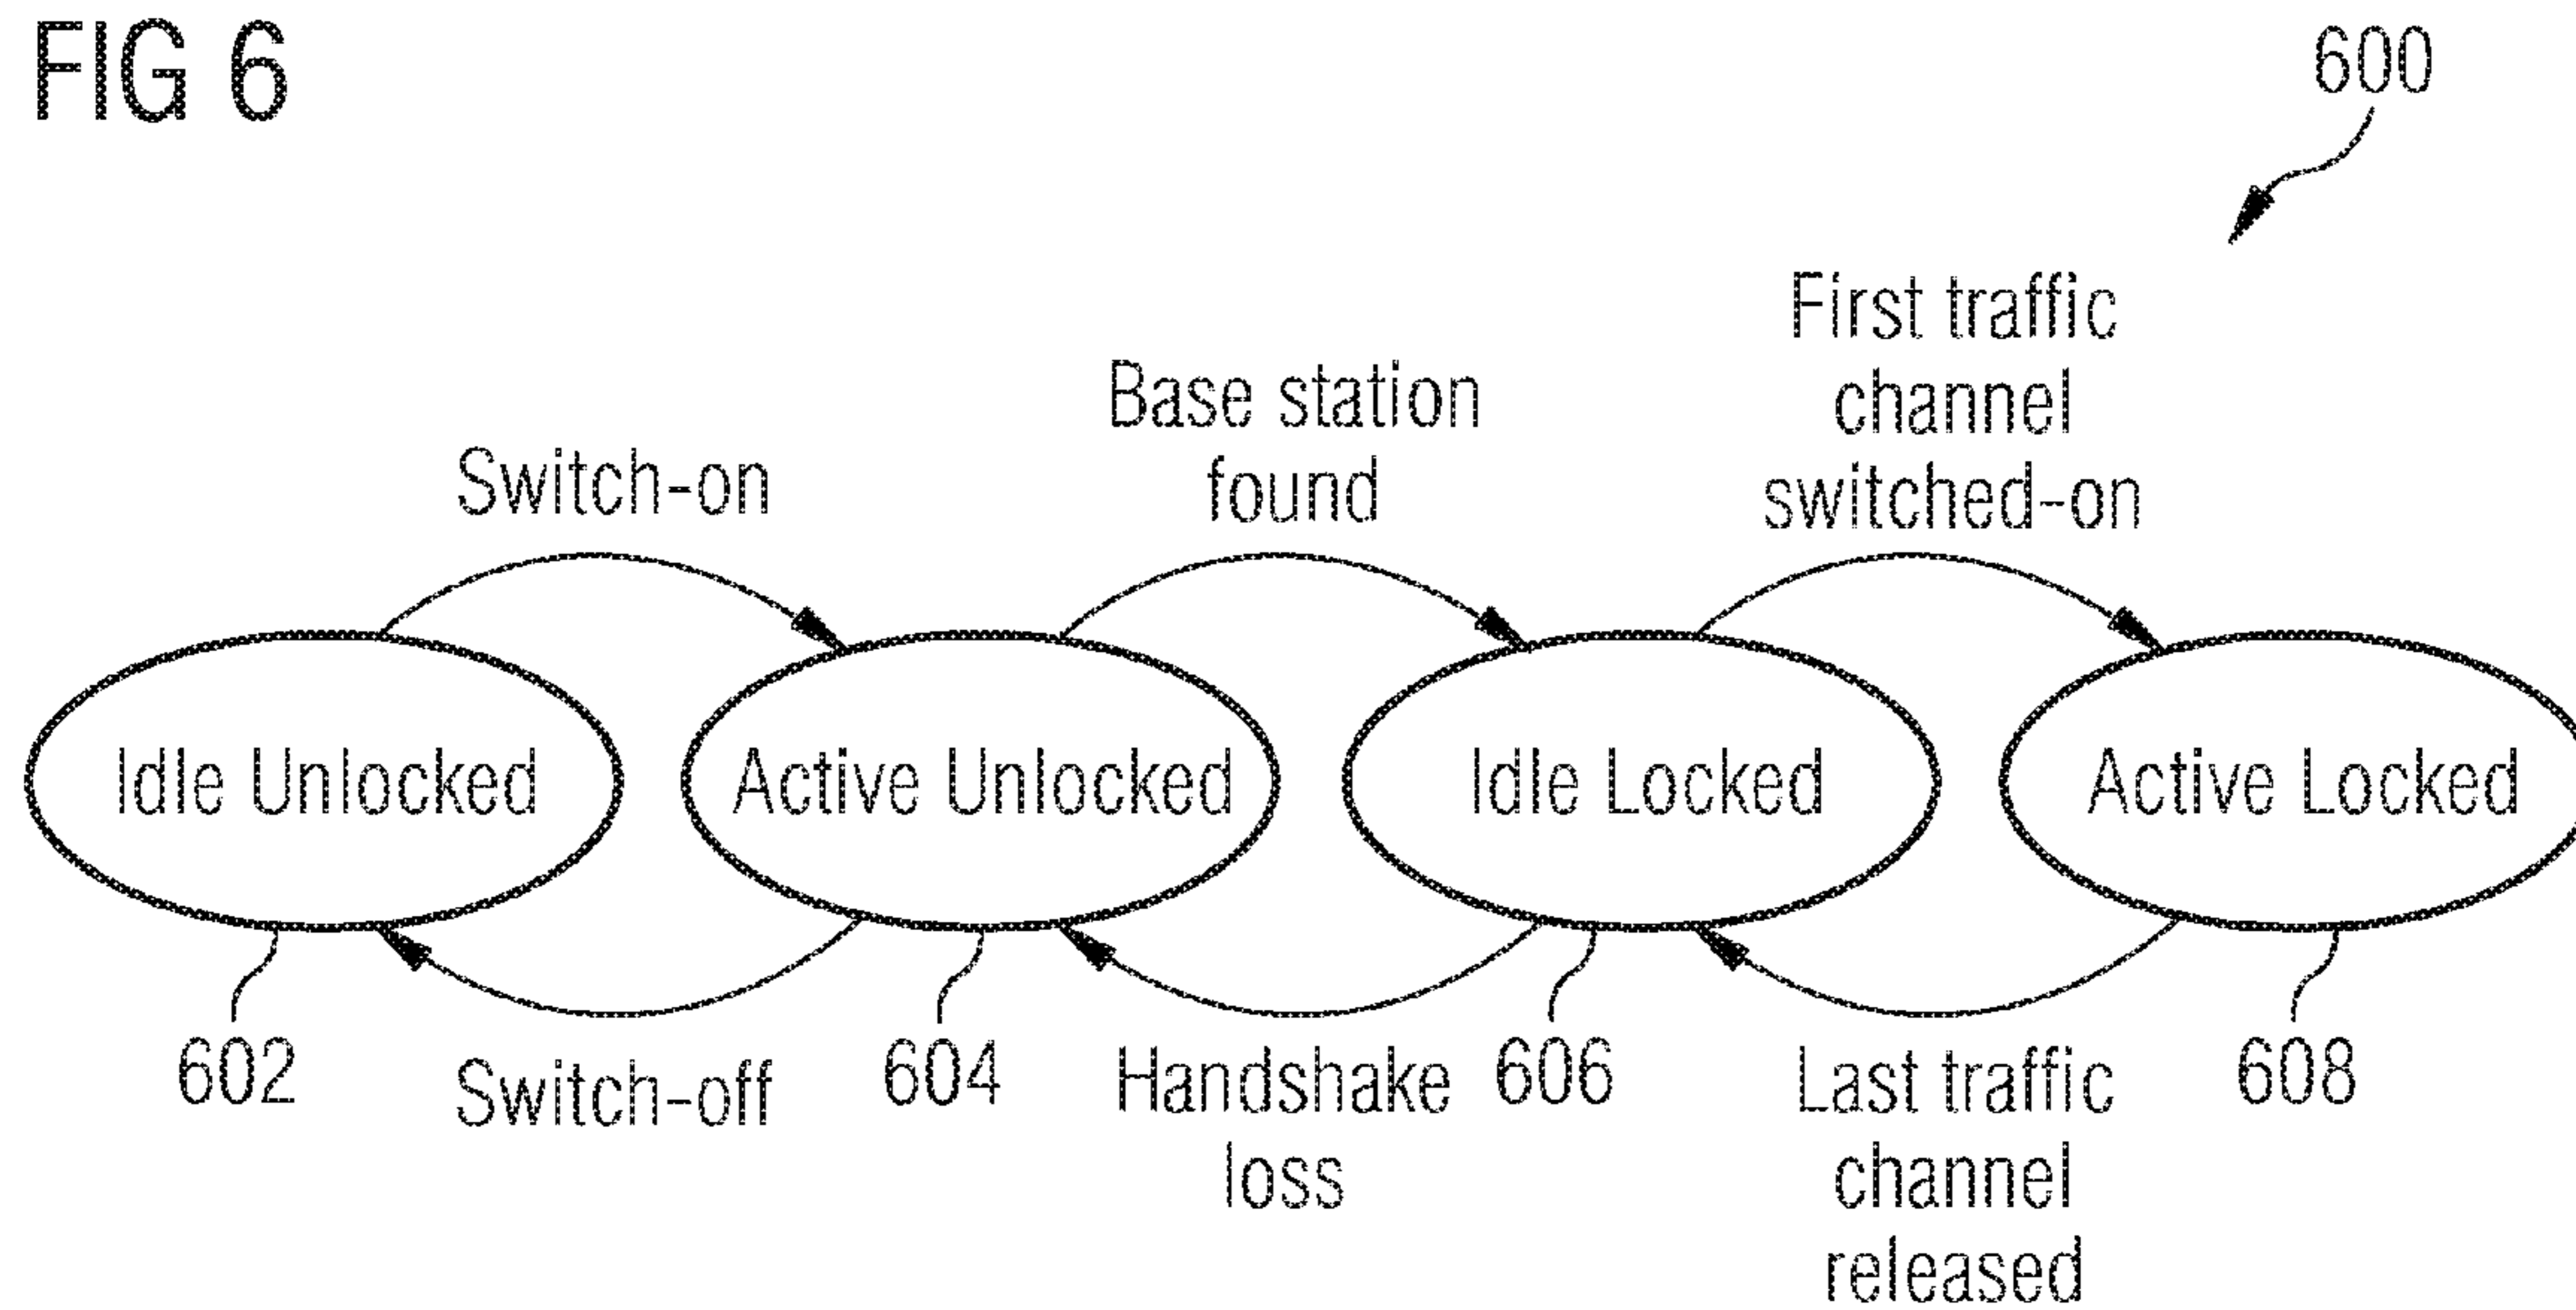 FIG 6
600
First traffic
channel
switched-on
Base station
found
Switch-on
Idle Unlocked
Active Unlocked
Idle Locked
Active Locked
602
Switch-off
604
Handshake
loss
606
Last traffic
channel
released
608